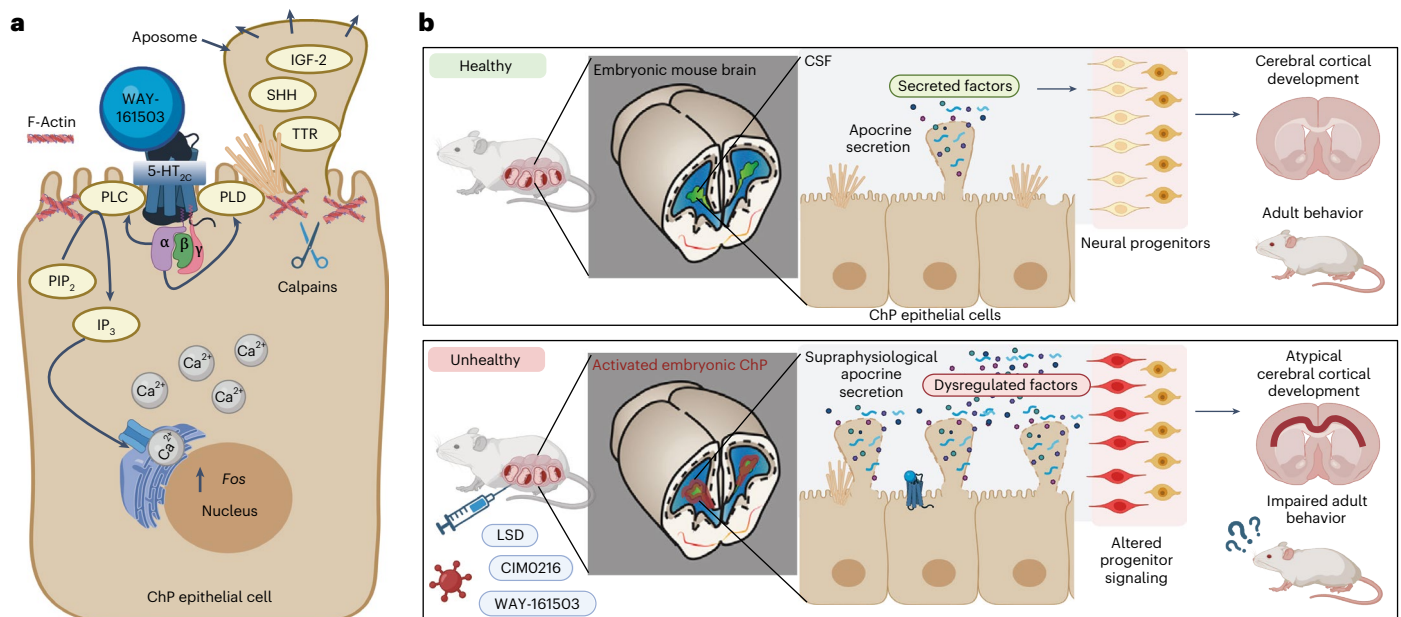 a
Aposome
IGF-2
SHH
TTR
WAY-
161503
F-Actin
5-HT2C
PLC
PLD
α
β
γ
PIP2
IP3
Calpains
Ca2+
Ca2+
Ca2+
Ca2+
Ca2+
Fos
Nucleus
ChP epithelial cell
b
Healthy
Embryonic mouse brain
CSF
Secreted factors
Apocrine
secretion
ChP epithelial cells
Neural progenitors
Cerebral cortical
development
Adult behavior
Unhealthy
Activated embryonic ChP
Supraphysiological
apocrine
secretion
Dysregulated factors
LSD
CIM0216
WAY-161503
Altered
progenitor
signaling
Atypical
cerebral cortical
development
Impaired adult
behavior
???